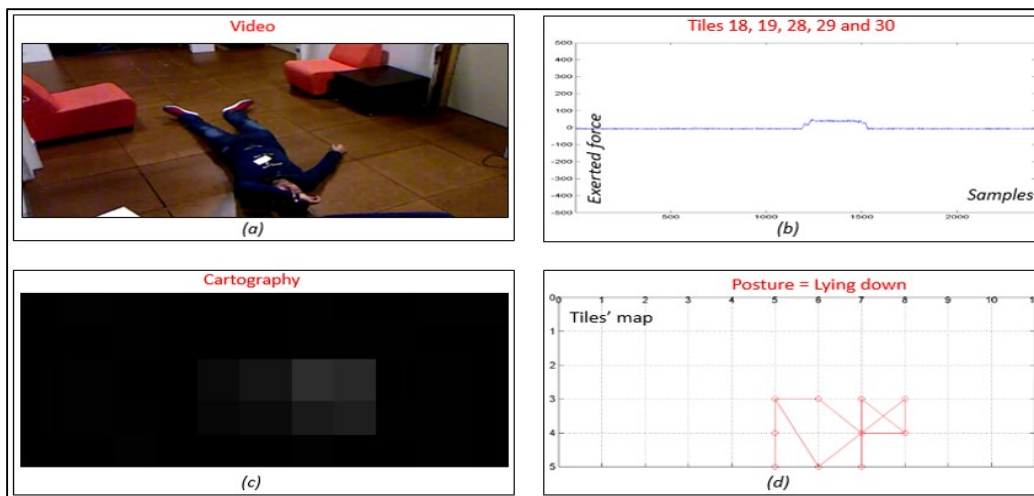 Video
(a)
Tiles 18, 19, 28, 29 and 30
500
400
300
200
100
0
-100
-200
-300
-400
-500
Exerted force
Samples
500 1000 1500 2000
(b)
Cartography
(c)
Posture = Lying down
0 0 1 2 3 4 5 6 7 8 9 10 11
Tiles' map
1
2
3
4
5
(d)